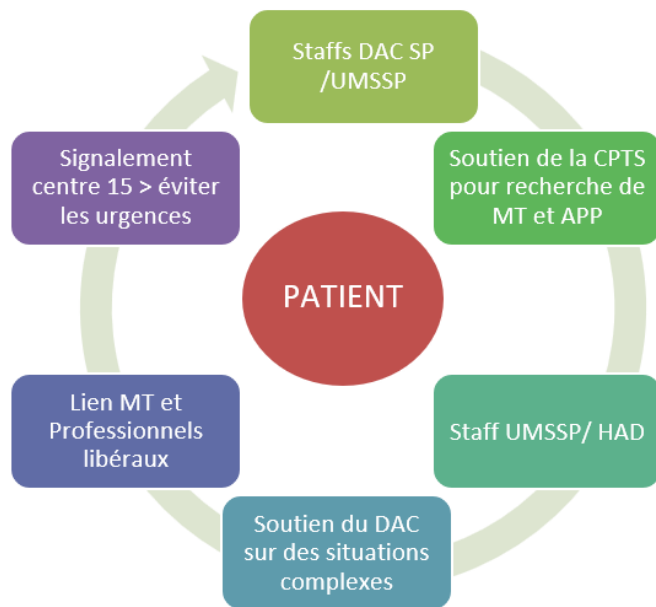 Staffs DAC SP
/UMSSP
Soutien de la CPTS
pour recherche de
MT et APP
Staff UMSSP/ HAD
Soutien du DAC
sur des situations
complexes
Lien MT et
Professionnels
libéraux
Signalement
centre 15 > éviter
les urgences
PATIENT